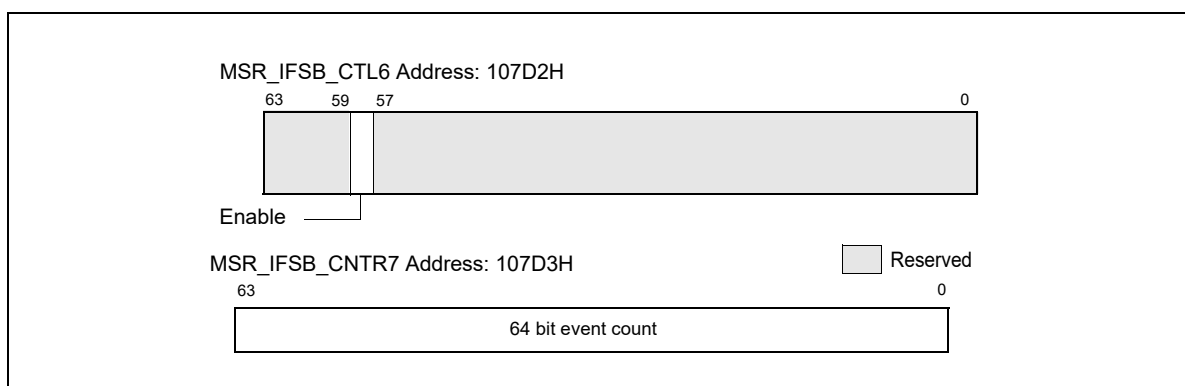 MSR_IFSB_CTL6 Address: 107D2H
63 59 57 0
Enable
MSR_IFSB_CNTR7 Address: 107D3H
Reserved
63 0
64 bit event count